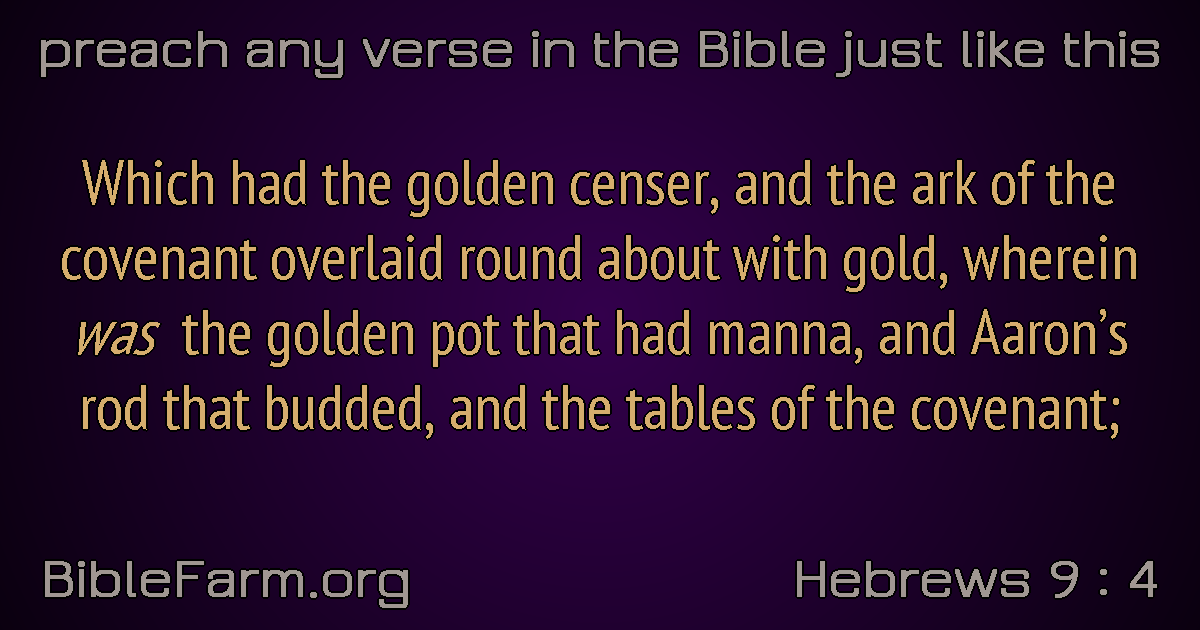 preach any verse in the Bible just like this
Which had the golden censer, and the ark of the
covenant overlaid round about with gold, wherein
was the golden pot that had manna, and Aaron’s
rod that budded, and the tables of the covenant;
BibleFarm.org
Hebrews 9 : 4